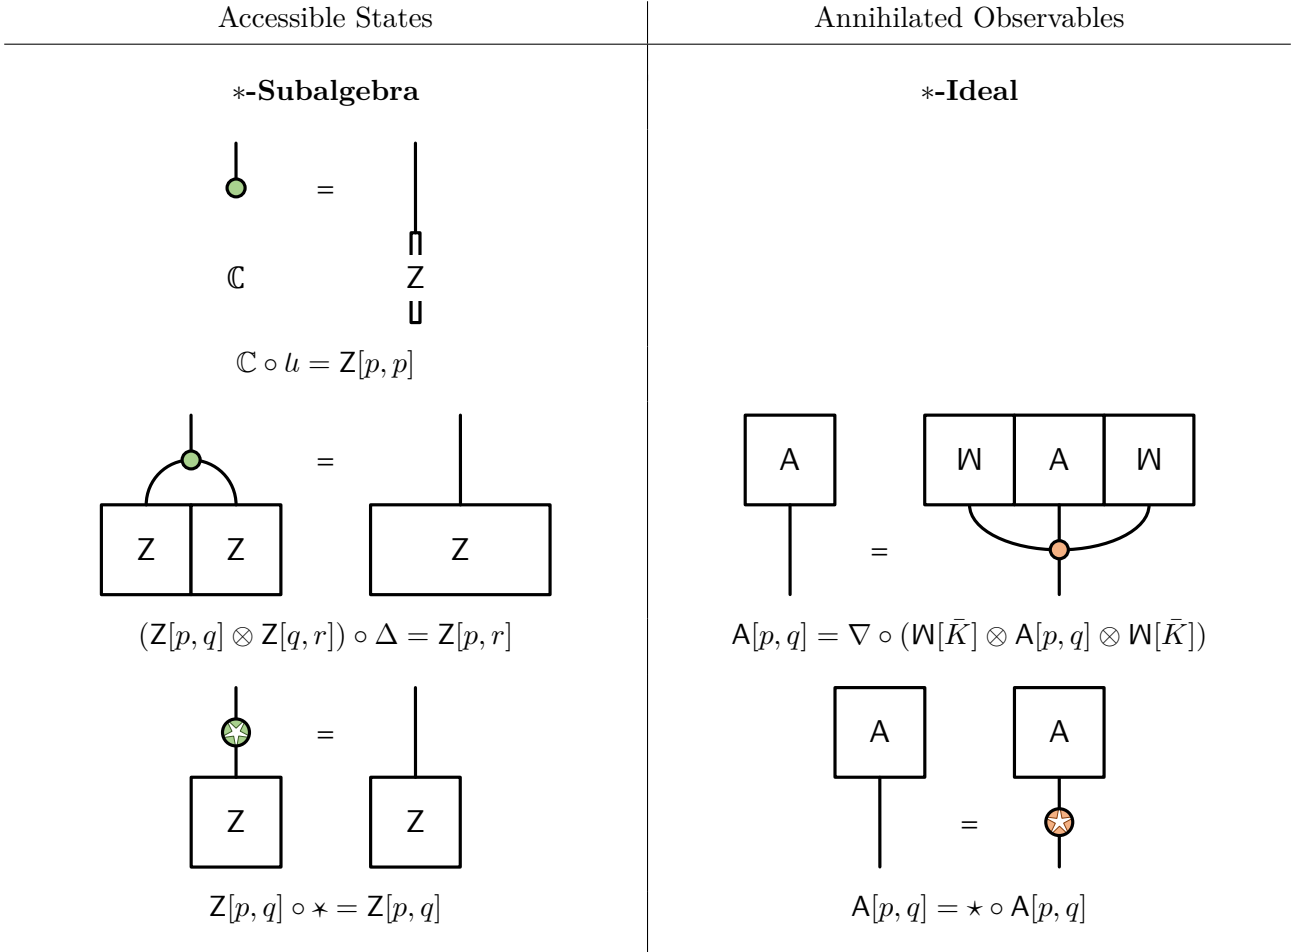 Accessible States
Annihilated Observables
∗-Subalgebra
∗-Ideal
=
ℂ Z
ℂ ∘ u = Z[p, p]
=
Z Z Z
(Z[p, q] ⊗ Z[q, r]) ∘ Δ = Z[p, r]
A = И A И
A[p, q] = ∇ ∘ (И[K̄] ⊗ A[p, q] ⊗ И[K̄])
=
Z Z
Z[p, q] ∘ ⋆ = Z[p, q]
A A
=
A[p, q] = ⋆ ∘ A[p, q]